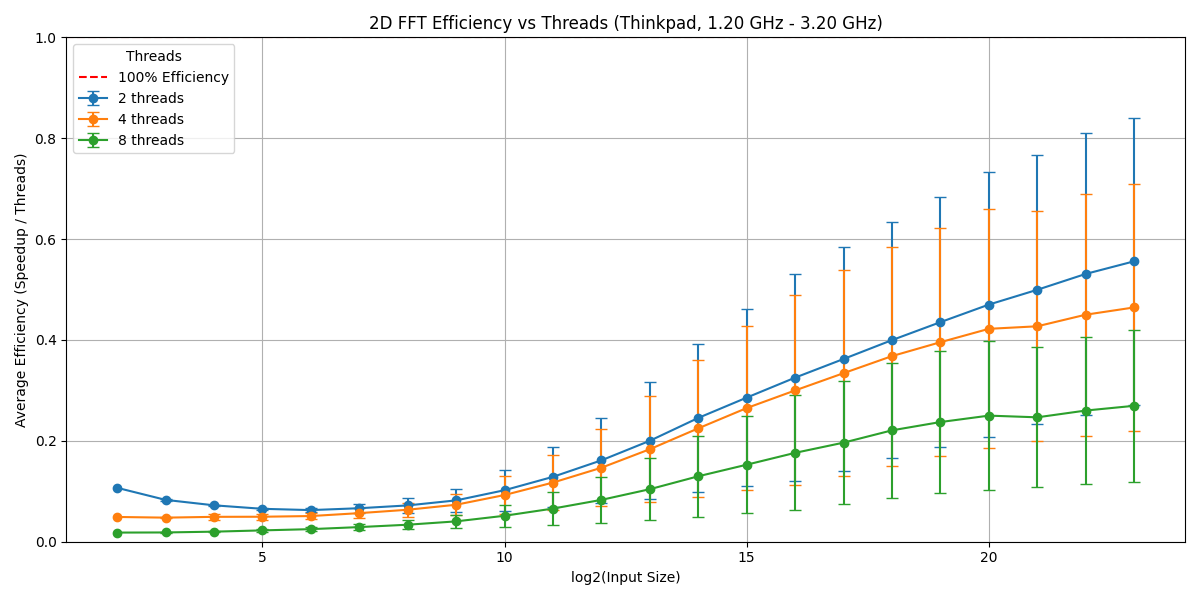 2D FFT Efficiency vs Threads (Thinkpad, 1.20 GHz - 3.20 GHz)
Threads
100% Efficiency
2 threads
4 threads
8 threads
Average Efficiency (Speedup / Threads)
1.0
0.8
0.6
0.4
0.2
0.0
5
10
15
20
log2(Input Size)